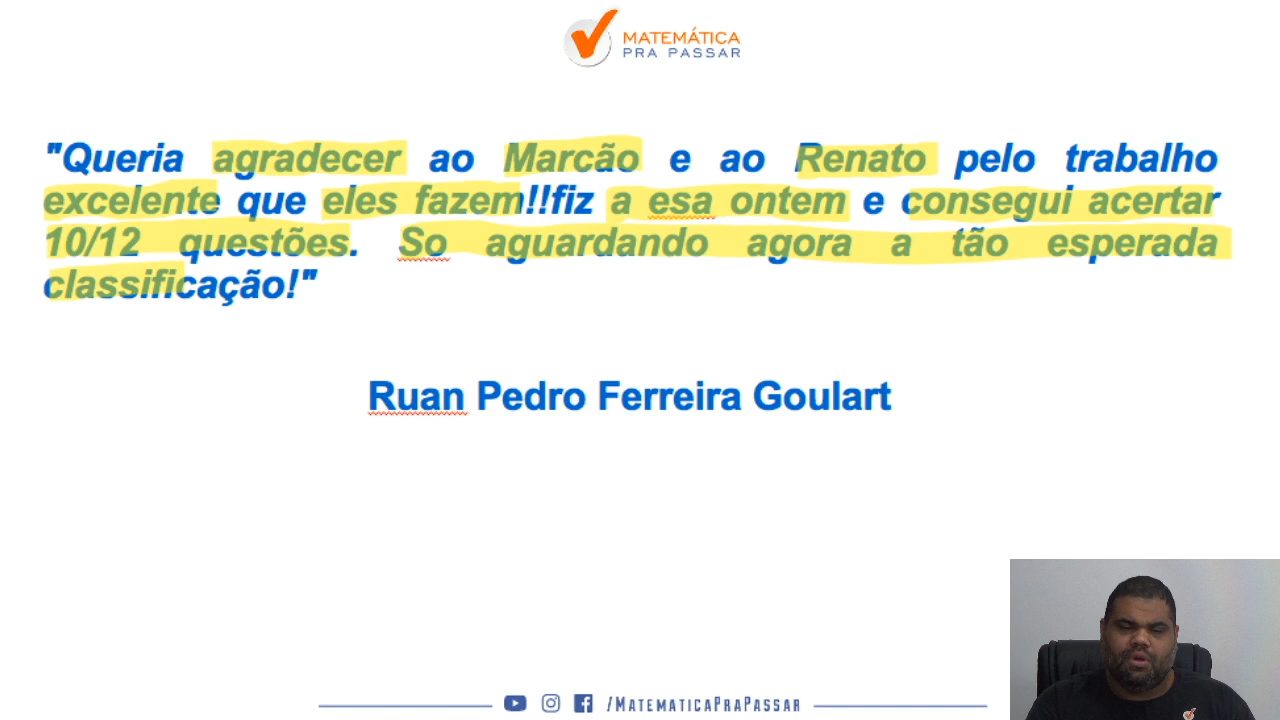 MATEMÁTICA
PRA PASSAR
"Queria agradecer ao Marcão e ao Renato pelo trabalho
excelente que eles fazem!!fiz a esa ontem e consegui acertar
10/12 questões. So aguardando agora a tão esperada
classificação!"
Ruan Pedro Ferreira Goulart
/MATEMATICAPRAPASSAR